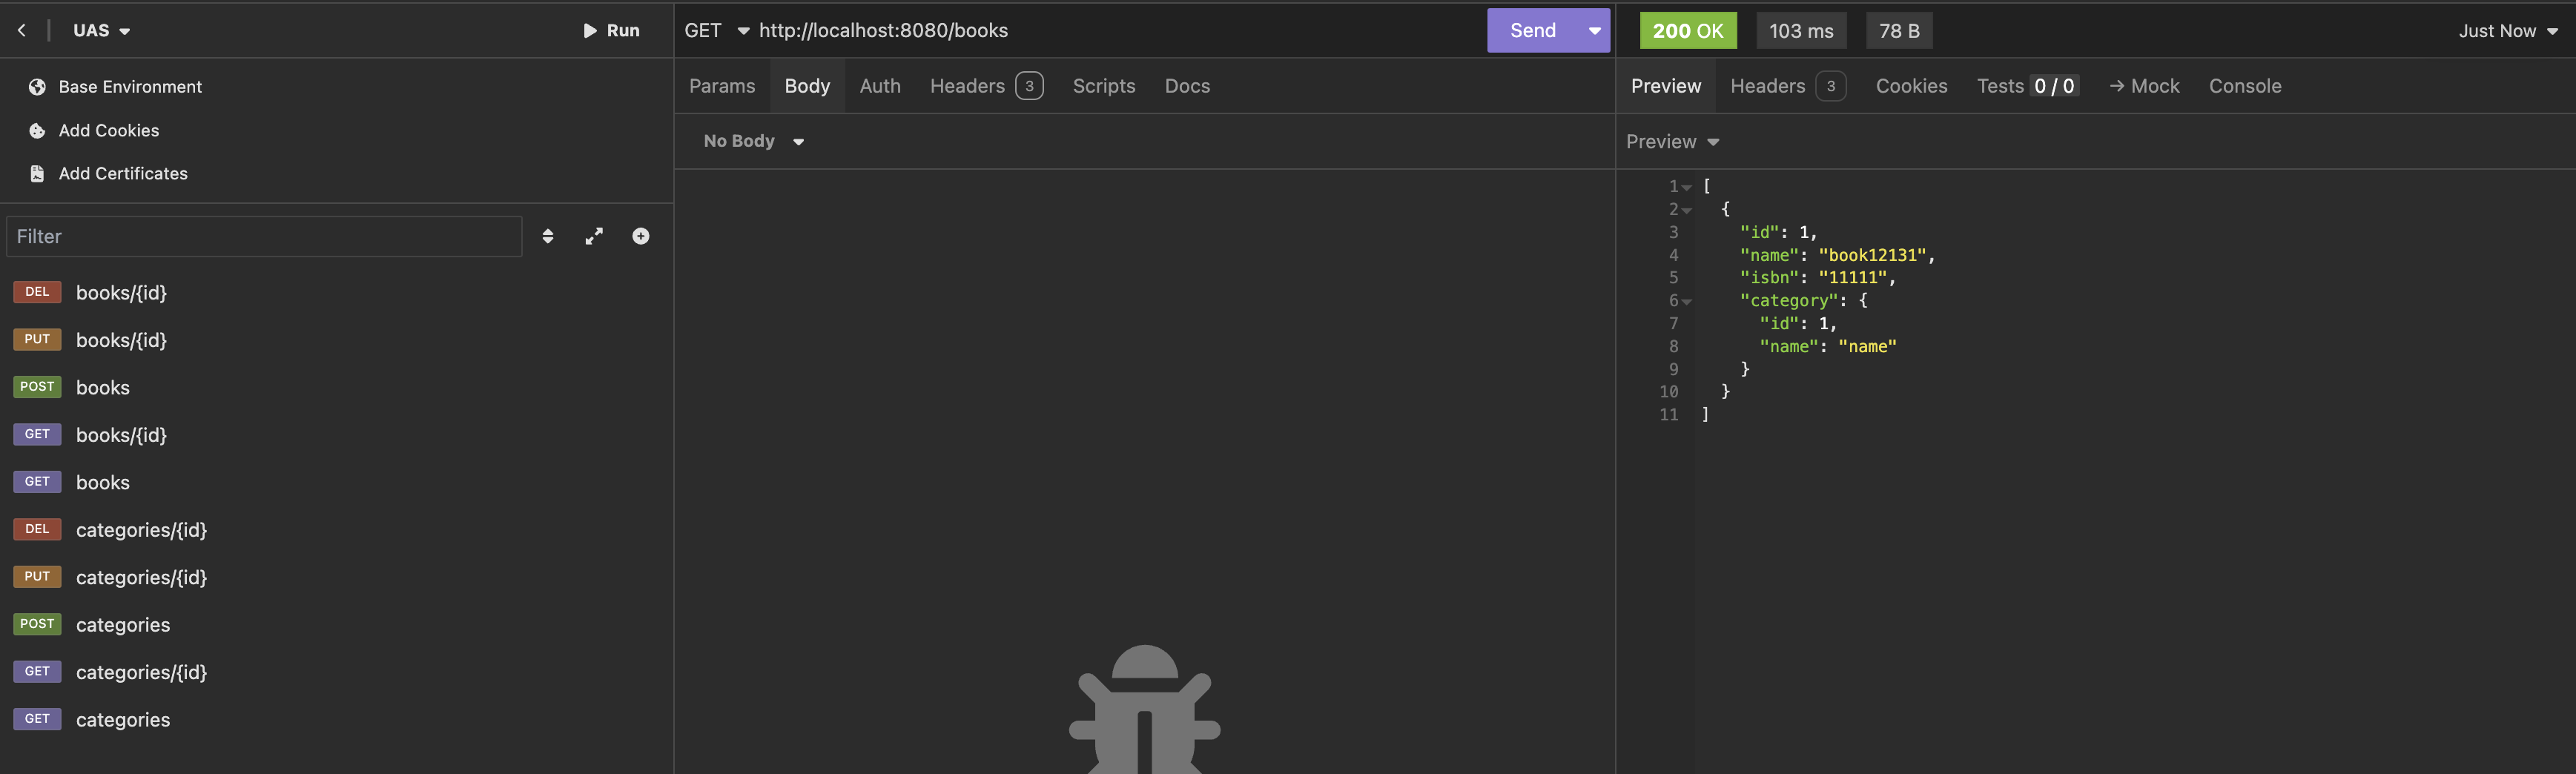 UAS
Run
Base Environment
Add Cookies
Add Certificates
Filter
DEL books/{id}
PUT books/{id}
POST books
GET books/{id}
GET books
DEL categories/{id}
PUT categories/{id}
POST categories
GET categories/{id}
GET categories
GET http://localhost:8080/books Send
Params Body Auth Headers 3 Scripts Docs
No Body
200 OK 103 ms 78 B Just Now
Preview Headers 3 Cookies Tests 0 / 0 → Mock Console
Preview
1 [
2 {
3 "id": 1,
4 "name": "book12131",
5 "isbn": "11111",
6 "category": {
7 "id": 1,
8 "name": "name"
9 }
10 }
11 ]